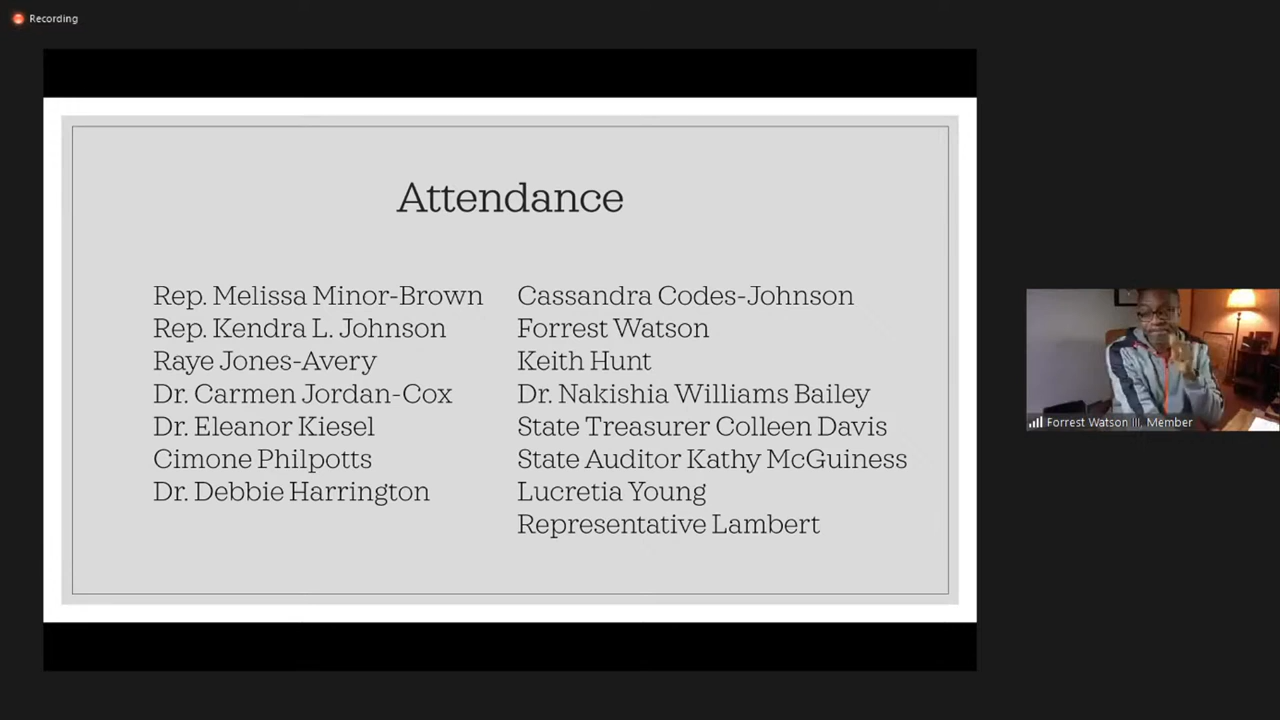 Recording
Attendance
Rep. Melissa Minor-Brown
Rep. Kendra L. Johnson
Raye Jones-Avery
Dr. Carmen Jordan-Cox
Dr. Eleanor Kiesel
Cimone Philpotts
Dr. Debbie Harrington
Cassandra Codes-Johnson
Forrest Watson
Keith Hunt
Dr. Nakishia Williams Bailey
State Treasurer Colleen Davis
State Auditor Kathy McGuiness
Lucretia Young
Representative Lambert
Forrest Watson III, Member